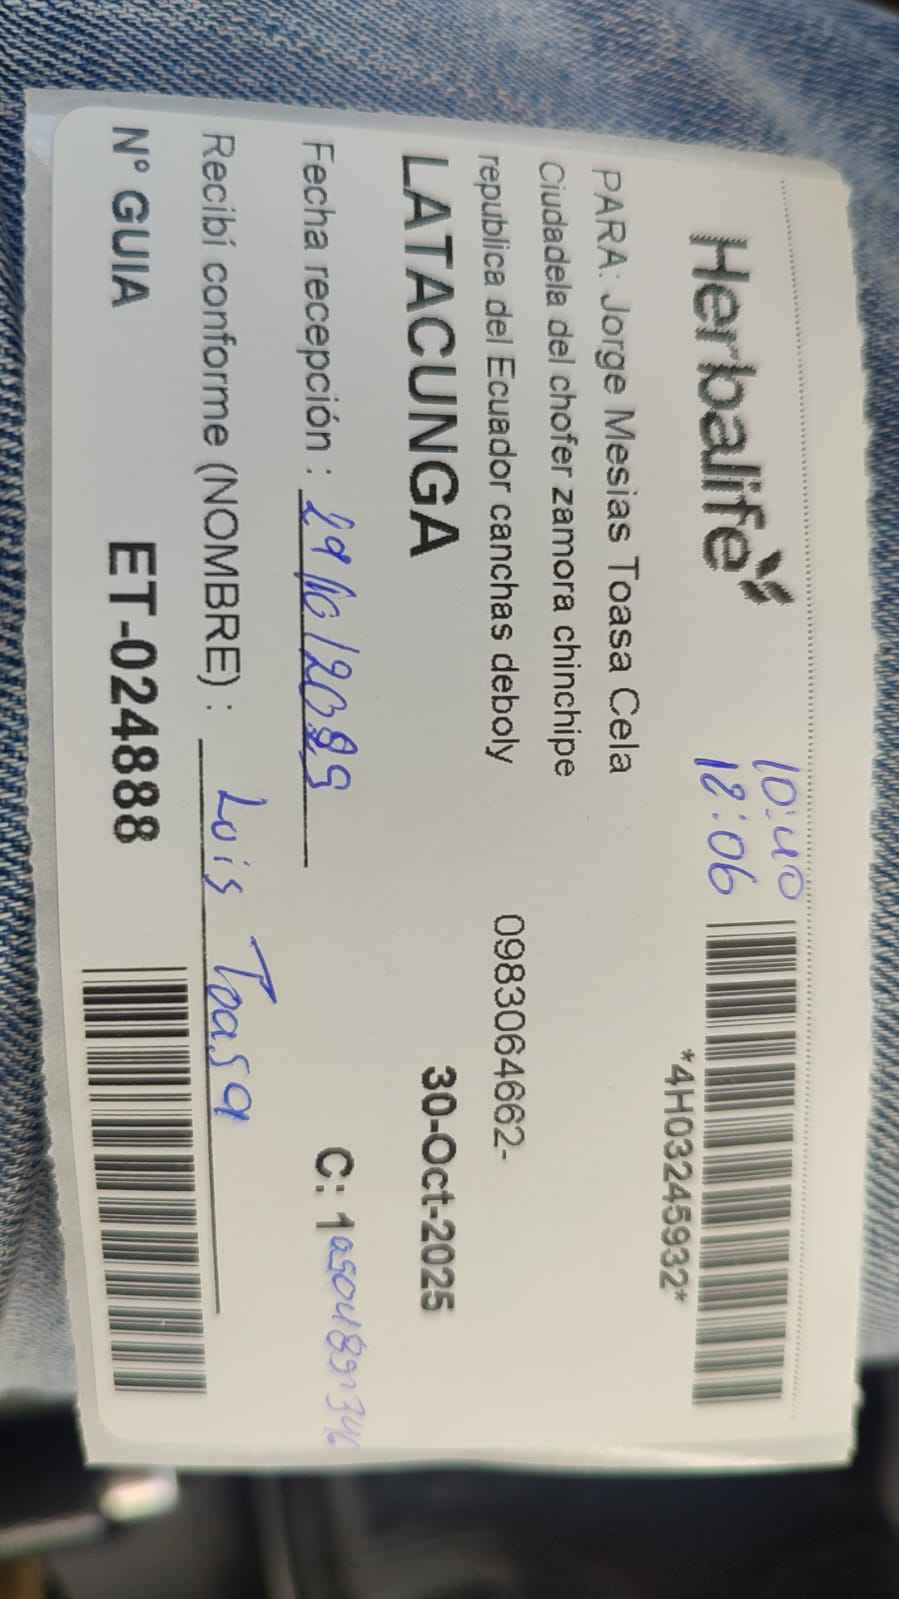 Herbalife
10:40
12:06
*4H03245932*
PARA: Jorge Mesias Toasa Cela
Ciudadela del chofer zamora chinchipe
republica del Ecuador canchas deboly
0983064662-
LATACUNGA
30-Oct-2025
Fecha recepción :
C: 1
Recibí conforme (NOMBRE) : Luis Toasa
N° GUIA ET-024888